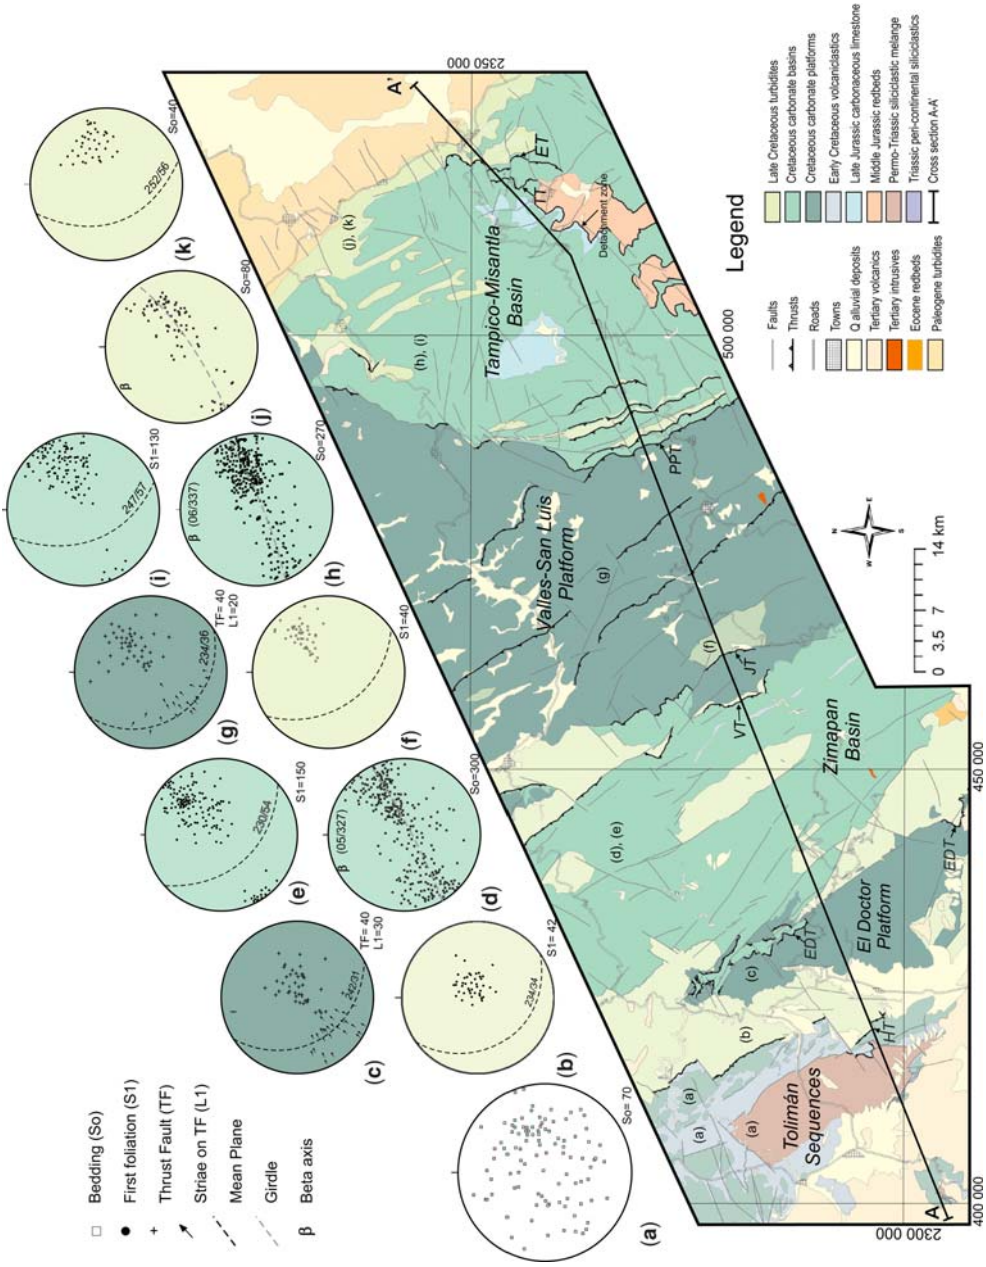 Bedding (So)
First foliation (S1)
Thrust Fault (TF)
Striae on TF (L1)
Mean Plane
Girdle
β Beta axis
(a)
So= 70
(b)
234/34
S1= 42
(c)
242/31
TF= 40
L1=30
(d)
β (05/327)
So=300
(e)
230/54
S1=150
(f)
S1=40
(g)
234/36
TF= 40
L1=20
(h)
β (06/337)
So=270
(i)
247/57
S1=130
(j)
β
So=80
(k)
252/56
So=40
A'
2350 000
ET
TT
Detachment zone
(j), (k)
Tampico-Misantla
Basin
(h), (i)
500 000
PPT
Valles-San Luis
Platform
(g)
(f)
JT
VT
Zimapan
Basin
(d), (e)
450 000
EDT
El Doctor
Platform
EDT
(c)
(b)
HT
(a)
(a)
(a)
Tolimán
Sequences
A
2300 000
400 000
N
W
E
S
0 3.5 7 14 km
Legend
Faults
Thrusts
Roads
Towns
Q alluvial deposits
Tertiary volcanics
Tertiary intrusives
Eocene redbeds
Paleogene turbidites
Late Cretaceous turbidites
Cretaceous carbonate basins
Cretaceous carbonate platforms
Early Cretaceous volcaniclastics
Late Jurassic carbonaceous limestone
Middle Jurassic redbeds
Permo-Triassic siliciclastic melange
Triassic peri-continental siliciclastics
Cross section A-A'